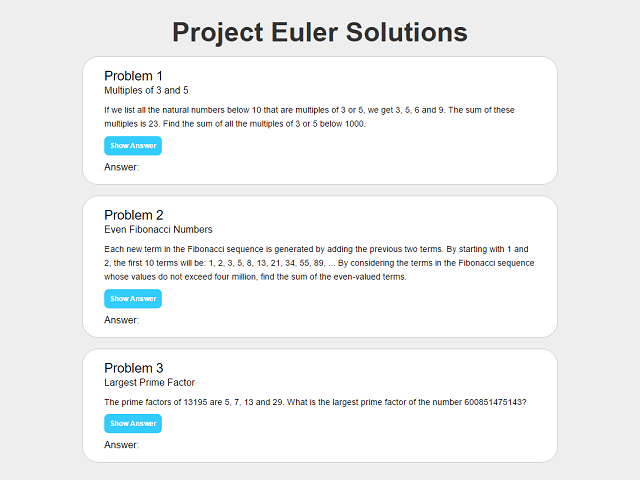 Project Euler Solutions
Problem 1
Multiples of 3 and 5
If we list all the natural numbers below 10 that are multiples of 3 or 5, we get 3, 5, 6 and 9. The sum of these
multiples is 23. Find the sum of all the multiples of 3 or 5 below 1000.
Show Answer
Answer:
Problem 2
Even Fibonacci Numbers
Each new term in the Fibonacci sequence is generated by adding the previous two terms. By starting with 1 and
2, the first 10 terms will be: 1, 2, 3, 5, 8, 13, 21, 34, 55, 89, ... By considering the terms in the Fibonacci sequence
whose values do not exceed four million, find the sum of the even-valued terms.
Show Answer
Answer:
Problem 3
Largest Prime Factor
The prime factors of 13195 are 5, 7, 13 and 29. What is the largest prime factor of the number 600851475143?
Show Answer
Answer: